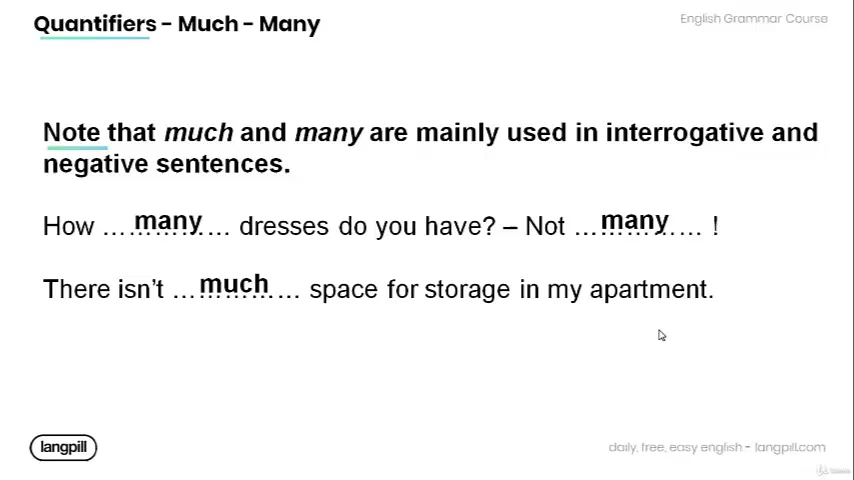 Quantifiers - Much - Many
English Grammar Course
Note that much and many are mainly used in interrogative and
negative sentences.
How ... many ... dresses do you have? – Not ... many ... !
There isn't ... much ... space for storage in my apartment.
langpill
daily, free, easy english - langpill.com